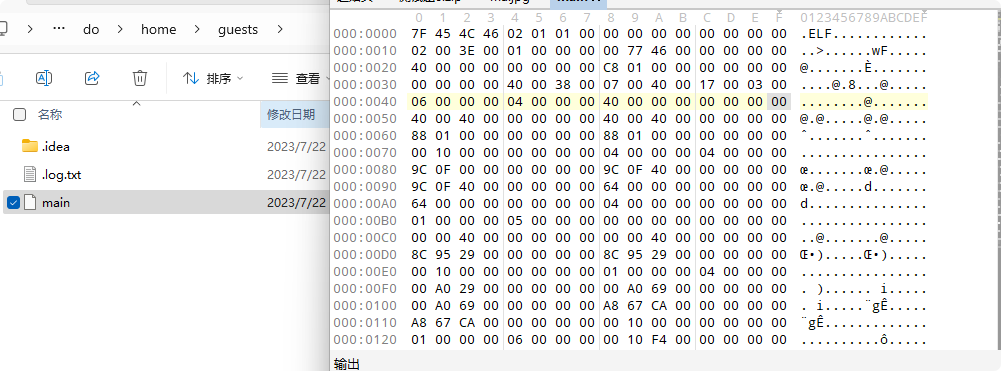 do > home > guests >
排序 查看
名称 修改日期
.idea 2023/7/22
.log.txt 2023/7/22
main 2023/7/22
0 1 2 3 4 5 6 7 8 9 A B C D E F 0123456789ABCDEF
000:0000 7F 45 4C 46 02 01 01 00 00 00 00 00 00 00 00 00 .ELF............
000:0010 02 00 3E 00 01 00 00 00 00 77 46 00 00 00 00 00 ..>......wF.....
000:0020 40 00 00 00 00 00 00 00 C8 01 00 00 00 00 00 00 @.......È.......
000:0030 00 00 00 00 40 00 38 00 07 00 40 00 17 00 03 00 ....@.8...@.....
000:0040 06 00 00 00 04 00 00 00 40 00 00 00 00 00 00 00 ........@.......
000:0050 40 00 40 00 00 00 00 00 40 00 40 00 00 00 00 00 @.@.....@.@.....
000:0060 88 01 00 00 00 00 00 00 88 01 00 00 00 00 00 00 ˆ.......ˆ.......
000:0070 00 10 00 00 00 00 00 00 04 00 00 00 04 00 00 00 ................
000:0080 9C 0F 00 00 00 00 00 00 9C 0F 40 00 00 00 00 00 œ.......œ.@.....
000:0090 9C 0F 40 00 00 00 00 00 64 00 00 00 00 00 00 00 œ.@.....d.......
000:00A0 64 00 00 00 00 00 00 00 04 00 00 00 00 00 00 00 d...............
000:00B0 01 00 00 00 05 00 00 00 00 00 00 00 00 00 00 00 ................
000:00C0 00 00 40 00 00 00 00 00 00 00 40 00 00 00 00 00 ..@.......@.....
000:00D0 8C 95 29 00 00 00 00 00 8C 95 29 00 00 00 00 00 Œ•).....Œ•).....
000:00E0 00 10 00 00 00 00 00 00 01 00 00 00 04 00 00 00 ................
000:00F0 00 A0 29 00 00 00 00 00 00 A0 69 00 00 00 00 00 . )...... i.....
000:0100 00 A0 69 00 00 00 00 00 A8 67 CA 00 00 00 00 00 . i.....¨gÊ.....
000:0110 A8 67 CA 00 00 00 00 00 00 10 00 00 00 00 00 00 ¨gÊ.............
000:0120 01 00 00 00 06 00 00 00 00 10 F4 00 00 00 00 00 ..........ô.....
输出